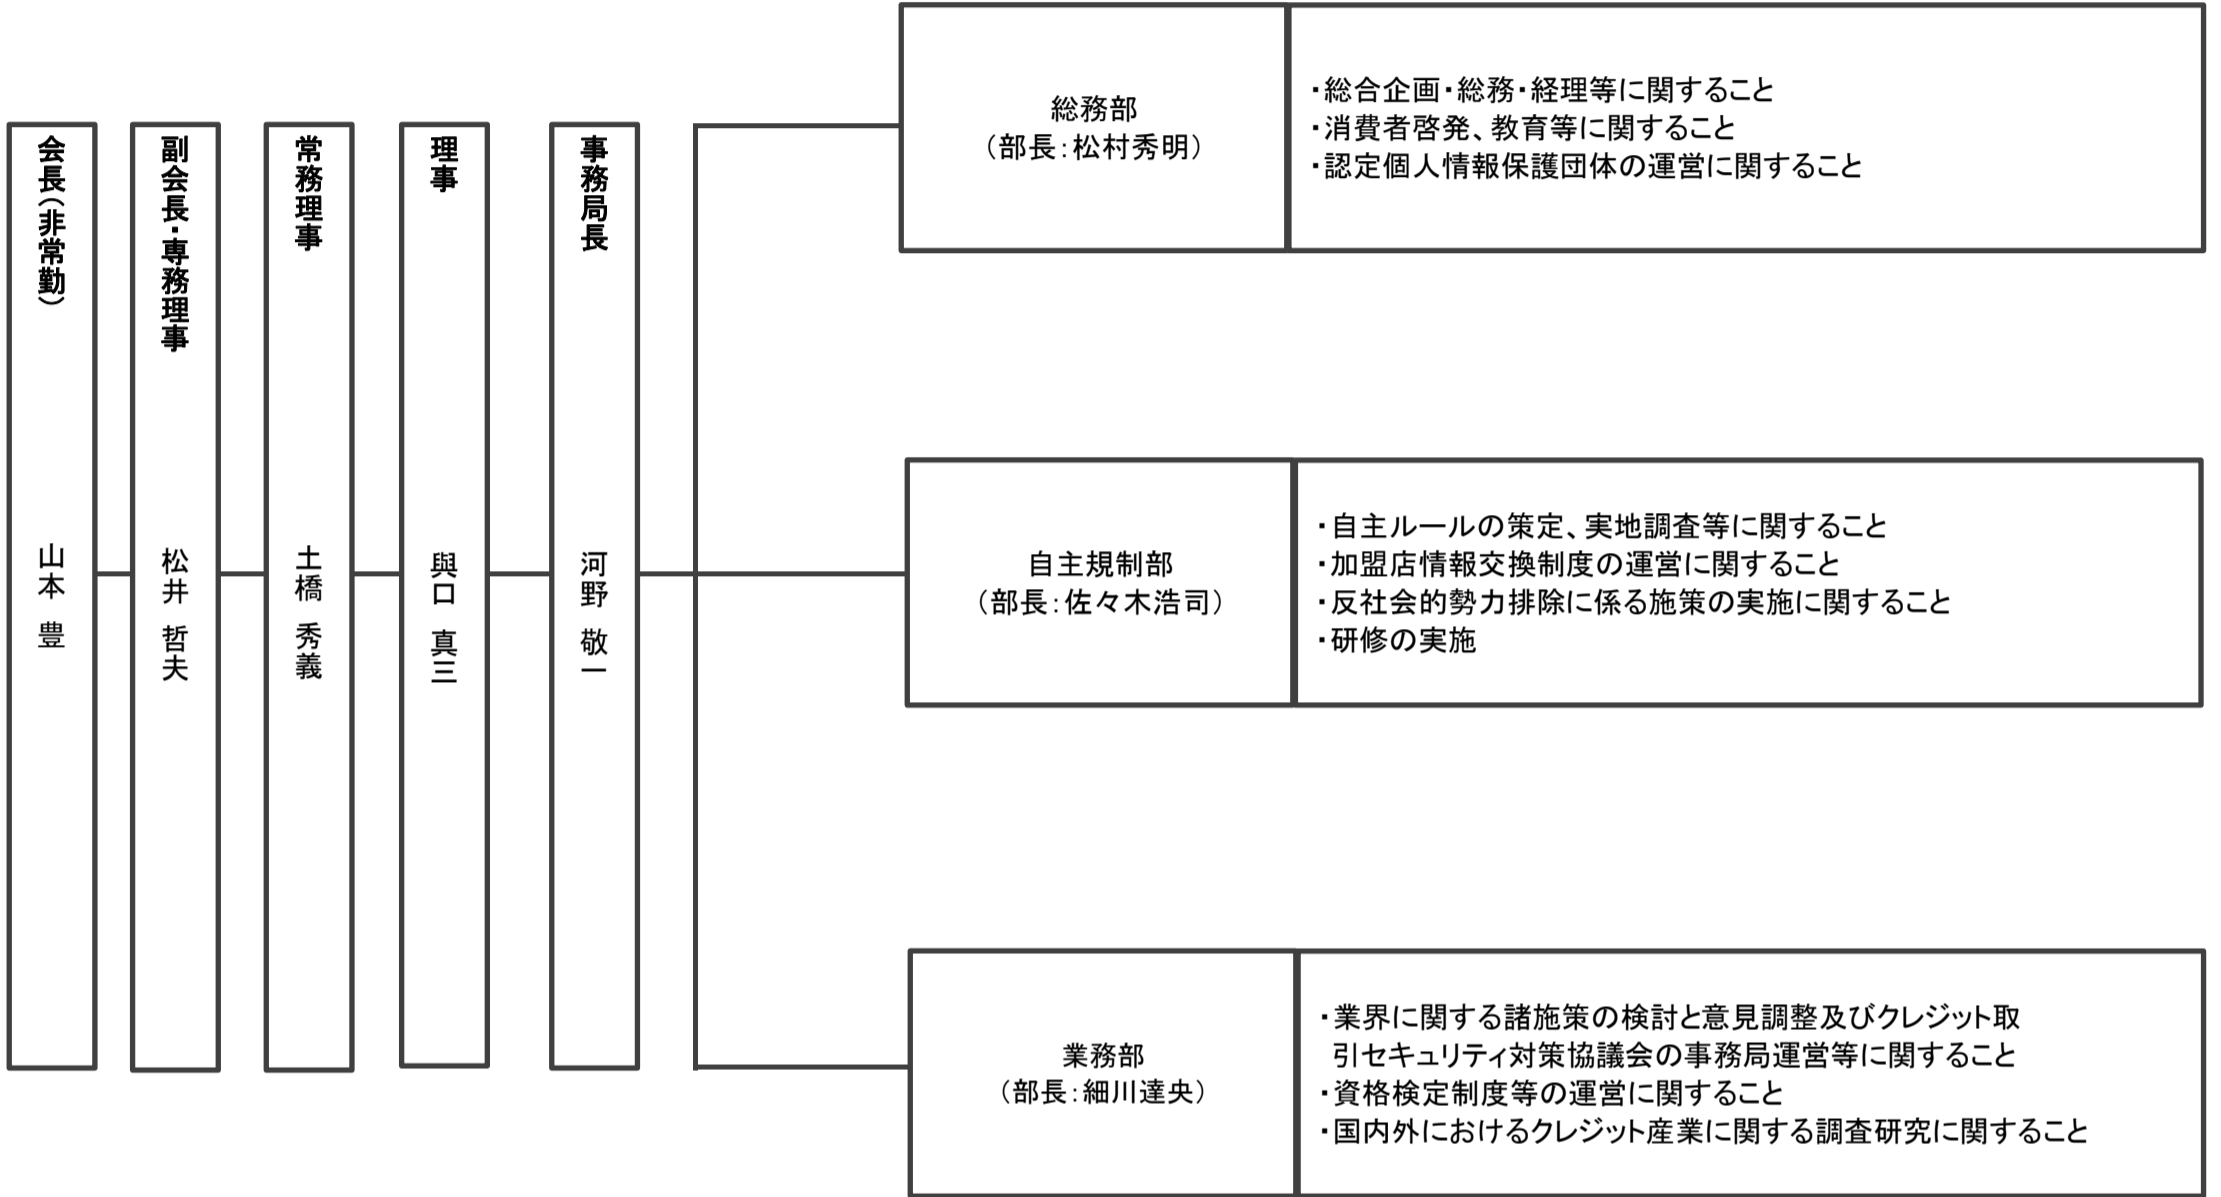 会長（非常勤）
山本 豊
副会長・専務理事
松井 哲夫
常務理事
土橋 秀義
理事
與口 真三
事務局長
河野 敬一
総務部
（部長：松村秀明）
・総合企画・総務・経理等に関すること
・消費者啓発、教育等に関すること
・認定個人情報保護団体の運営に関すること
自主規制部
（部長：佐々木浩司）
・自主ルールの策定、実地調査等に関すること
・加盟店情報交換制度の運営に関すること
・反社会的勢力排除に係る施策の実施に関すること
・研修の実施
業務部
（部長：細川達央）
・業界に関する諸施策の検討と意見調整及びクレジット取
引セキュリティ対策協議会の事務局運営等に関すること
・資格検定制度等の運営に関すること
・国内外におけるクレジット産業に関する調査研究に関すること